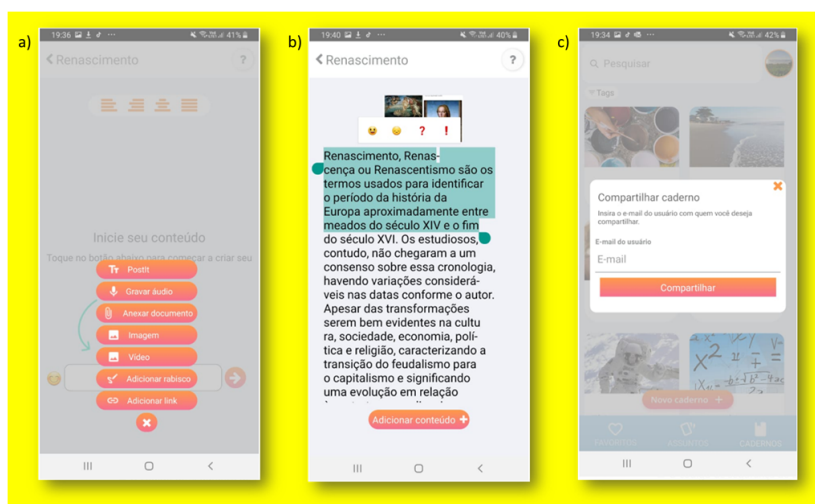 a)
19:36
41%
Renascimento
?
Inicie seu conteúdo
Toque no botão abaixo para começar a criar seu
Tт Postit
Gravar áudio
Anexar documento
Imagem
Vídeo
Adicionar rabisco
Adicionar link
b)
19:40
40%
Renascimento
?
? !
Renascimento, Renas-
cença ou Renascentismo são os
termos usados para identificar
o período da história da
Europa aproximadamente entre
meados do século XIV e o fim
do século XVI. Os estudiosos,
contudo, não chegaram a um
consenso sobre essa cronologia,
havendo variações considerá-
veis nas datas conforme o autor.
Apesar das transformações
serem bem evidentes na cultu
ra, sociedade, economia, polí-
tica e religião, caracterizando a
transição do feudalismo para
o capitalismo e significando
uma evolução em relação
Adicionar conteúdo +
c)
19:34
42%
Pesquisar
Tags
Compartilhar caderno
Insira o e-mail do usuário com quem você deseja
compartilhar.
E-mail do usuário
E-mail
Compartilhar
Novo caderno +
FAVORITOS
ASSUNTOS
CADERNOS